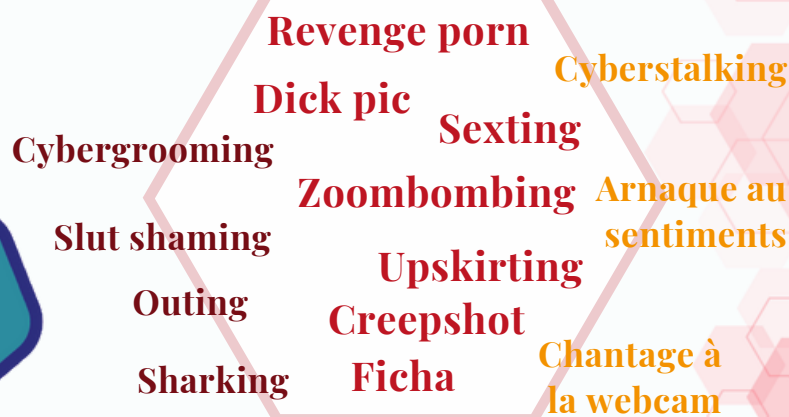 Revenge porn
Cyberstalking
Dick pic
Sexting
Cybergrooming
Zoombombing
Arnaque au
sentiments
Slut shaming
Upskirting
Outing
Creepshot
Chantage à
la webcam
Sharking
Ficha